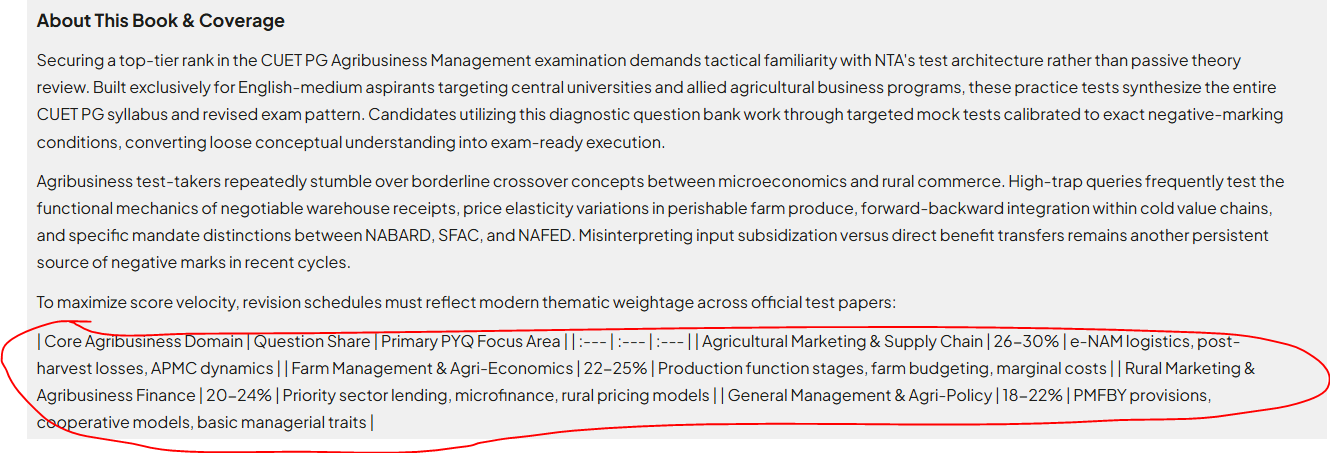 About This Book & Coverage
Securing a top-tier rank in the CUET PG Agribusiness Management examination demands tactical familiarity with NTA's test architecture rather than passive theory
review. Built exclusively for English-medium aspirants targeting central universities and allied agricultural business programs, these practice tests synthesize the entire
CUET PG syllabus and revised exam pattern. Candidates utilizing this diagnostic question bank work through targeted mock tests calibrated to exact negative-marking
conditions, converting loose conceptual understanding into exam-ready execution.
Agribusiness test-takers repeatedly stumble over borderline crossover concepts between microeconomics and rural commerce. High-trap queries frequently test the
functional mechanics of negotiable warehouse receipts, price elasticity variations in perishable farm produce, forward-backward integration within cold value chains,
and specific mandate distinctions between NABARD, SFAC, and NAFED. Misinterpreting input subsidization versus direct benefit transfers remains another persistent
source of negative marks in recent cycles.
To maximize score velocity, revision schedules must reflect modern thematic weightage across official test papers:
| Core Agribusiness Domain | Question Share | Primary PYQ Focus Area | | :--- | :--- | :--- | | Agricultural Marketing & Supply Chain | 26–30% | e-NAM logistics, post-
harvest losses, APMC dynamics | | Farm Management & Agri-Economics | 22–25% | Production function stages, farm budgeting, marginal costs | | Rural Marketing &
Agribusiness Finance | 20–24% | Priority sector lending, microfinance, rural pricing models | | General Management & Agri-Policy | 18–22% | PMFBY provisions,
cooperative models, basic managerial traits |